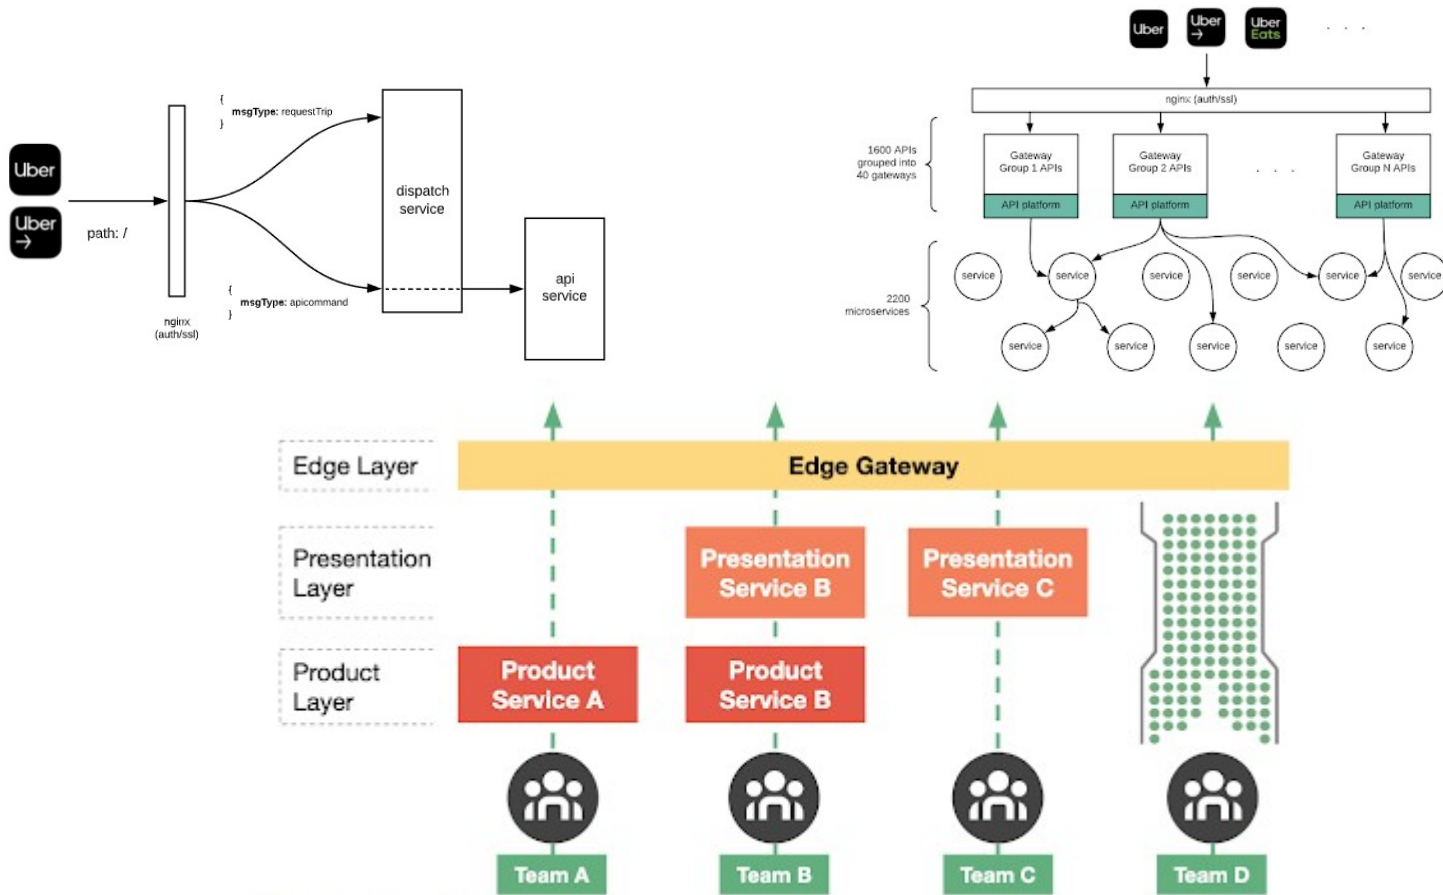 Uber
Uber
path: /
nginx
(auth/ssl)
{
msgType: requestTrip
}
{
msgType: apicommand
}
dispatch
service
api
service
Uber
Uber
Uber
Eats
. . .
nginx (auth/ssl)
1600 APIs
grouped into
40 gateways
Gateway
Group 1 APIs
API platform
Gateway
Group 2 APIs
API platform
. . .
Gateway
Group N APIs
API platform
2200
microservices
service
service
service
service
service
service
service
service
service
service
service
Edge Layer
Edge Gateway
Presentation
Layer
Presentation
Service B
Presentation
Service C
Product
Layer
Product
Service A
Product
Service B
Team A
Team B
Team C
Team D